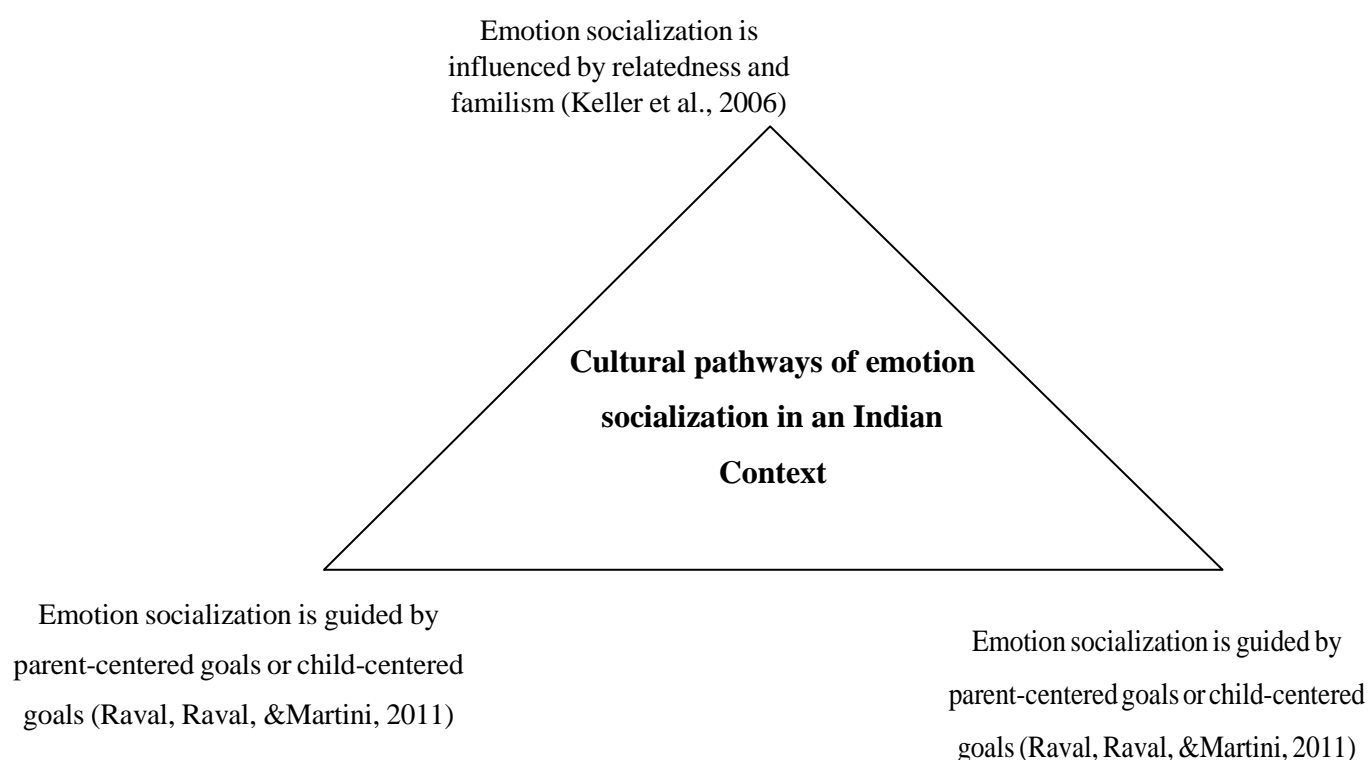 Emotion socialization is
influenced by relatedness and
familism (Keller et al., 2006)
Cultural pathways of emotion
socialization in an Indian
Context
Emotion socialization is guided by
parent-centered goals or child-centered
goals (Raval, Raval, &Martini, 2011)
Emotion socialization is guided by
parent-centered goals or child-centered
goals (Raval, Raval, &Martini, 2011)